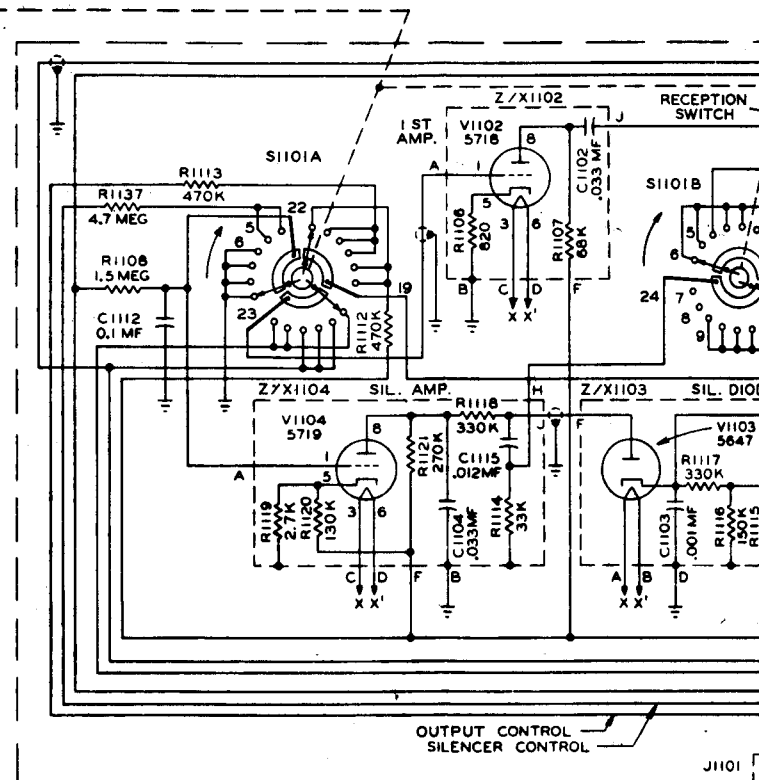 Z/X1102
RECEPTION
SWITCH
J
1 ST
AMP.
V1102
5718
8
A
1
5
3
6
C1102
.033 MF
R1106
820
R1107
68K
B
C
D
F
X
X'
S1101A
S1101B
R1113
470K
R1137
4.7 MEG
22
5
6
R1108
1.5 MEG
23
19
C1112
0.1 MF
R1112
470K
5
6
24
7
8
9
Z/X1104
SIL. AMP.
H
Z/X1103
SIL. DIOD
V1104
5719
8
R1118
330K
J
F
V1103
5647
A
1
5
3
6
R1121
270K
C1115
.012MF
R1117
330K
R1119
2.7K
R1120
130K
C1104
.033MF
R1114
33K
C1103
.001 MF
R1116
150K
R1115
C
D
F
B
A
B
D
X
X'
X
X'
OUTPUT CONTROL
SILENCER CONTROL
J1101